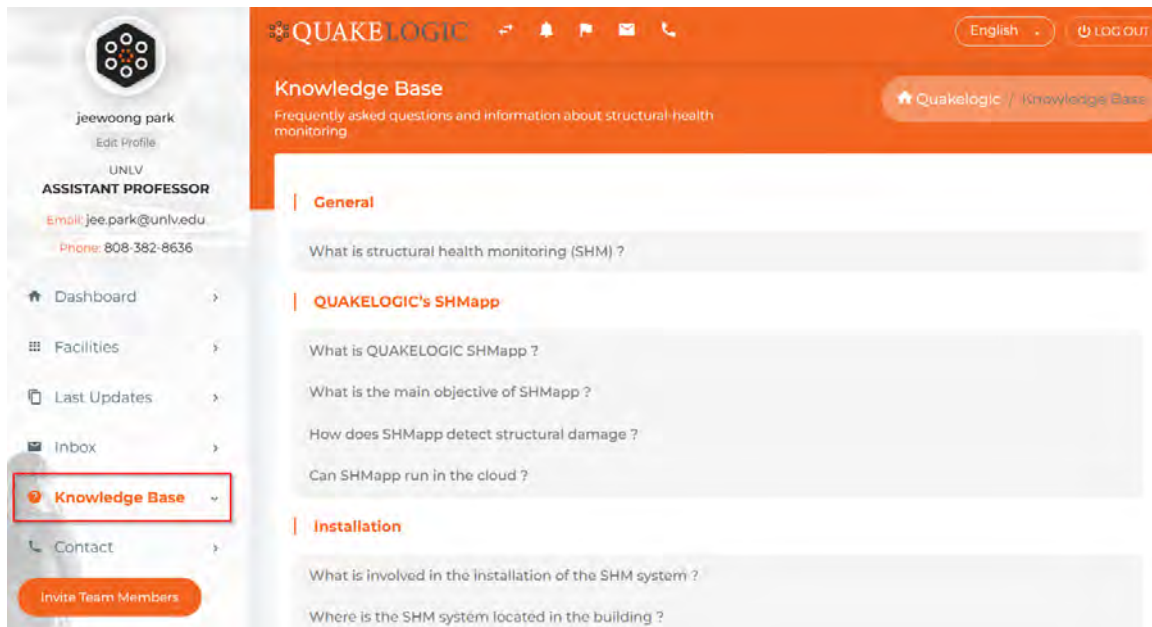 QUAKELOGIC
English
LOG OUT
jeewoong park
Edit Profile
UNLV
ASSISTANT PROFESSOR
Email: jee.park@unlv.edu
Phone: 808-382-8636
Dashboard
Facilities
Last Updates
Inbox
Knowledge Base
Contact
Invite Team Members
Knowledge Base
Frequently asked questions and information about structural health
monitoring
Quakelogic / Knowledge Base
General
What is structural health monitoring (SHM) ?
QUAKELOGIC's SHMapp
What is QUAKELOGIC SHMapp ?
What is the main objective of SHMapp ?
How does SHMapp detect structural damage ?
Can SHMapp run in the cloud ?
Installation
What is involved in the installation of the SHM system ?
Where is the SHM system located in the building ?